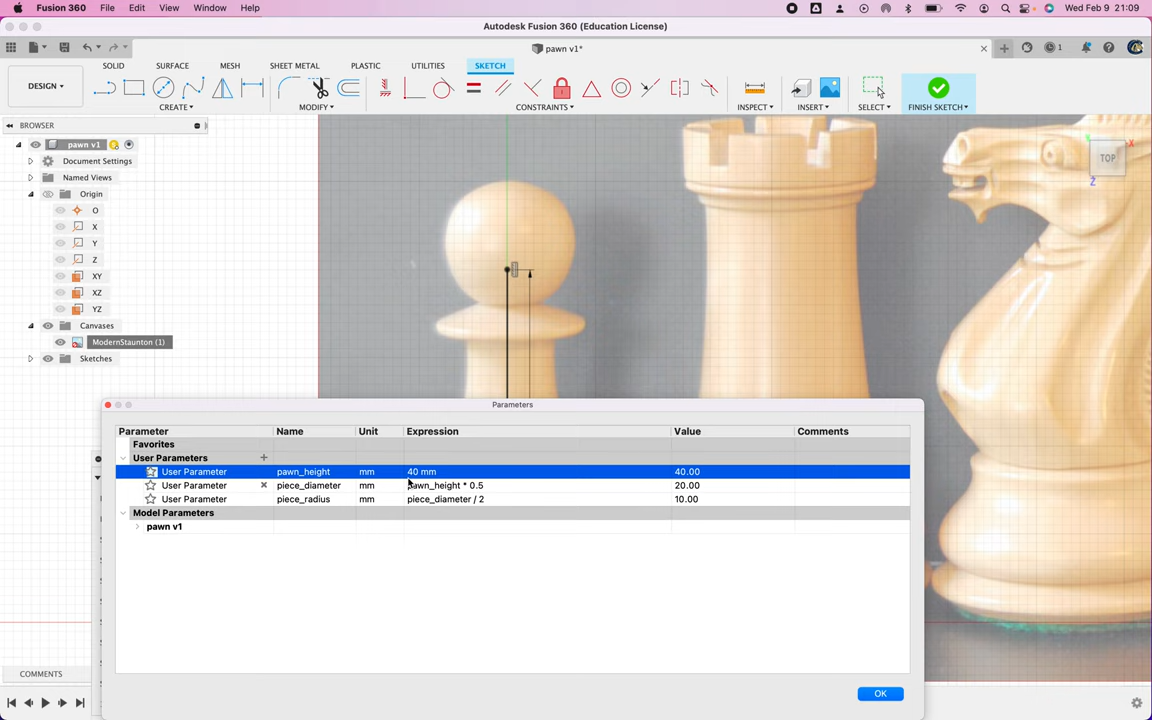 Fusion 360 File Edit View Window Help Wed Feb 9 21:09
Autodesk Fusion 360 (Education License)
pawn v1* 1
SOLID SURFACE MESH SHEET METAL PLASTIC UTILITIES SKETCH
DESIGN
CREATE MODIFY CONSTRAINTS INSPECT INSERT SELECT FINISH SKETCH
BROWSER
pawn v1
Document Settings
Named Views
Origin
O
X
Y
Z
XY
XZ
YZ
Canvases
ModernStaunton (1)
Sketches
TOP
X
Y
Z
Parameters
Parameter Name Unit Expression Value Comments
Favorites
User Parameters
User Parameter pawn_height mm 40 mm 40.00
User Parameter piece_diameter mm pawn_height * 0.5 20.00
User Parameter piece_radius mm piece_diameter / 2 10.00
Model Parameters
pawn v1
COMMENTS
OK